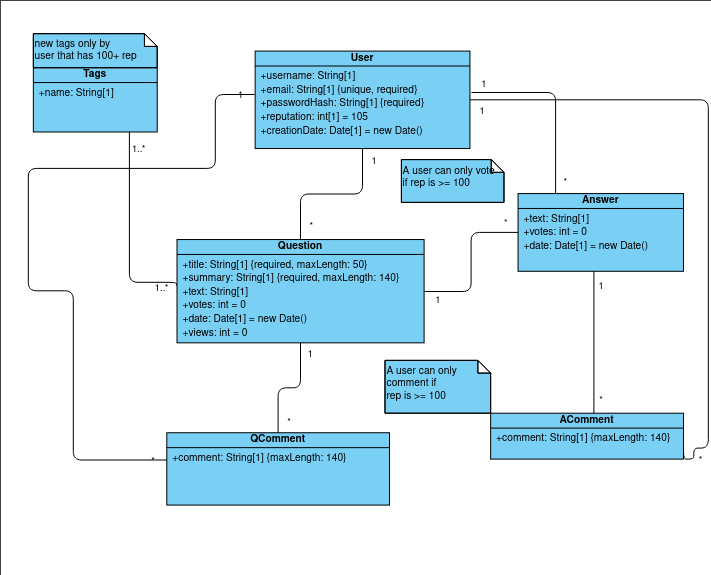 new tags only by
user that has 100+ rep
Tags
+name: String[1]
1..*
1..*
User
+username: String[1]
+email: String[1] {unique, required}
+passwordHash: String[1] {required}
+reputation: int[1] = 105
+creationDate: Date[1] = new Date()
1
1
1
1
A user can only vote
if rep is >= 100
*
Answer
+text: String[1]
+votes: int = 0
+date: Date[1] = new Date()
*
*
Question
+title: String[1] {required, maxLength: 50}
+summary: String[1] {required, maxLength: 140}
+text: String[1]
+votes: int = 0
+date: Date[1] = new Date()
+views: int = 0
1
1
1
A user can only
comment if
rep is >= 100
*
*
QComment
+comment: String[1] {maxLength: 140}
*
AComment
+comment: String[1] {maxLength: 140}
*